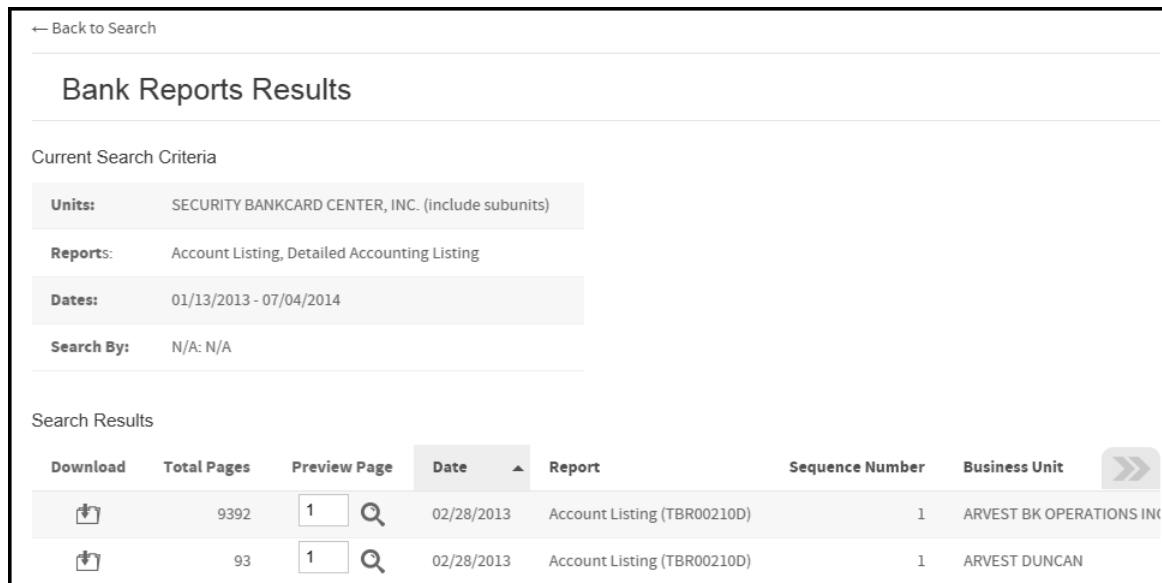 ← Back to Search
Bank Reports Results
Current Search Criteria
Units: SECURITY BANKCARD CENTER, INC. (include subunits)
Reports: Account Listing, Detailed Accounting Listing
Dates: 01/13/2013 - 07/04/2014
Search By: N/A: N/A
Search Results
Download Total Pages Preview Page Date Report Sequence Number Business Unit
9392 1 02/28/2013 Account Listing (TBR00210D) 1 ARVEST BK OPERATIONS INC
93 1 02/28/2013 Account Listing (TBR00210D) 1 ARVEST DUNCAN